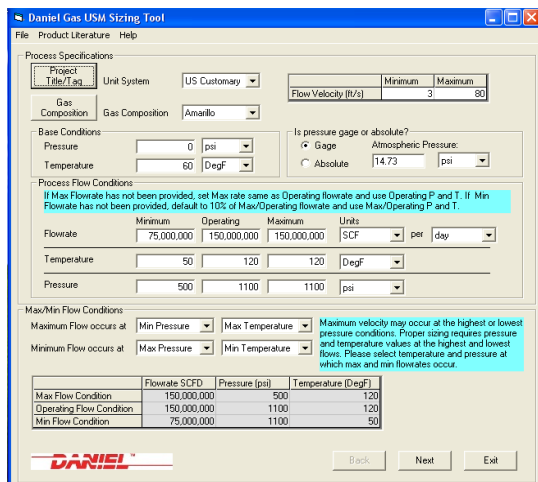 Daniel Gas USM Sizing Tool
File Product Literature Help
Process Specifications
Project Title/Tag
Unit System
US Customary
Minimum Maximum
Flow Velocity (ft/s) 3 80
Gas Composition
Gas Composition
Amarillo
Base Conditions
Pressure 0 psi
Temperature 60 DegF
Is pressure gage or absolute?
Gage
Absolute
Atmospheric Pressure:
14.73 psi
Process Flow Conditions
If Max Flowrate has not been provided, set Max rate same as Operating flowrate and use Operating P and T. If Min
Flowrate has not been provided, default to 10% of Max/Operating flowrate and use Max/Operating P and T.
Minimum Operating Maximum Units
Flowrate 75,000,000 150,000,000 150,000,000 SCF per day
Temperature 50 120 120 DegF
Pressure 500 1100 1100 psi
Max/Min Flow Conditions
Maximum Flow occurs at Min Pressure Max Temperature
Minimum Flow occurs at Max Pressure Min Temperature
Maximum velocity may occur at the highest or lowest
pressure conditions. Proper sizing requires pressure
and temperature values at the highest and lowest
flows. Please select temperature and pressure at
which max and min flowrates occur.
Flowrate SCFD Pressure (psi) Temperature (DegF)
Max Flow Condition 150,000,000 500 120
Operating Flow Condition 150,000,000 1100 120
Min Flow Condition 75,000,000 1100 50
DANIEL
Back Next Exit